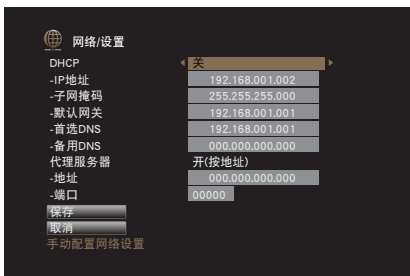 网络/设置
DHCP 关
-IP地址 192.168.001.002
-子网掩码 255.255.255.000
-默认网关 192.168.001.001
-首选DNS 192.168.001.001
-备用DNS 000.000.000.000
代理服务器 开(按地址)
-地址 000.000.000.000
-端口 00000
保存
取消
手动配置网络设置